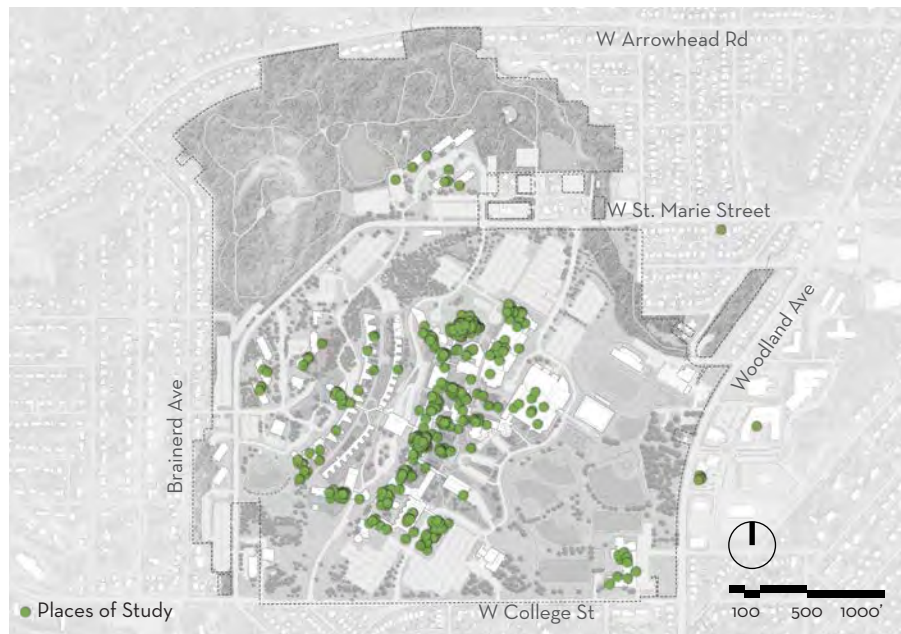 W Arrowhead Rd
W St. Marie Street
Woodland Ave
Brainerd Ave
Places of Study
W College St
100 500 1000'